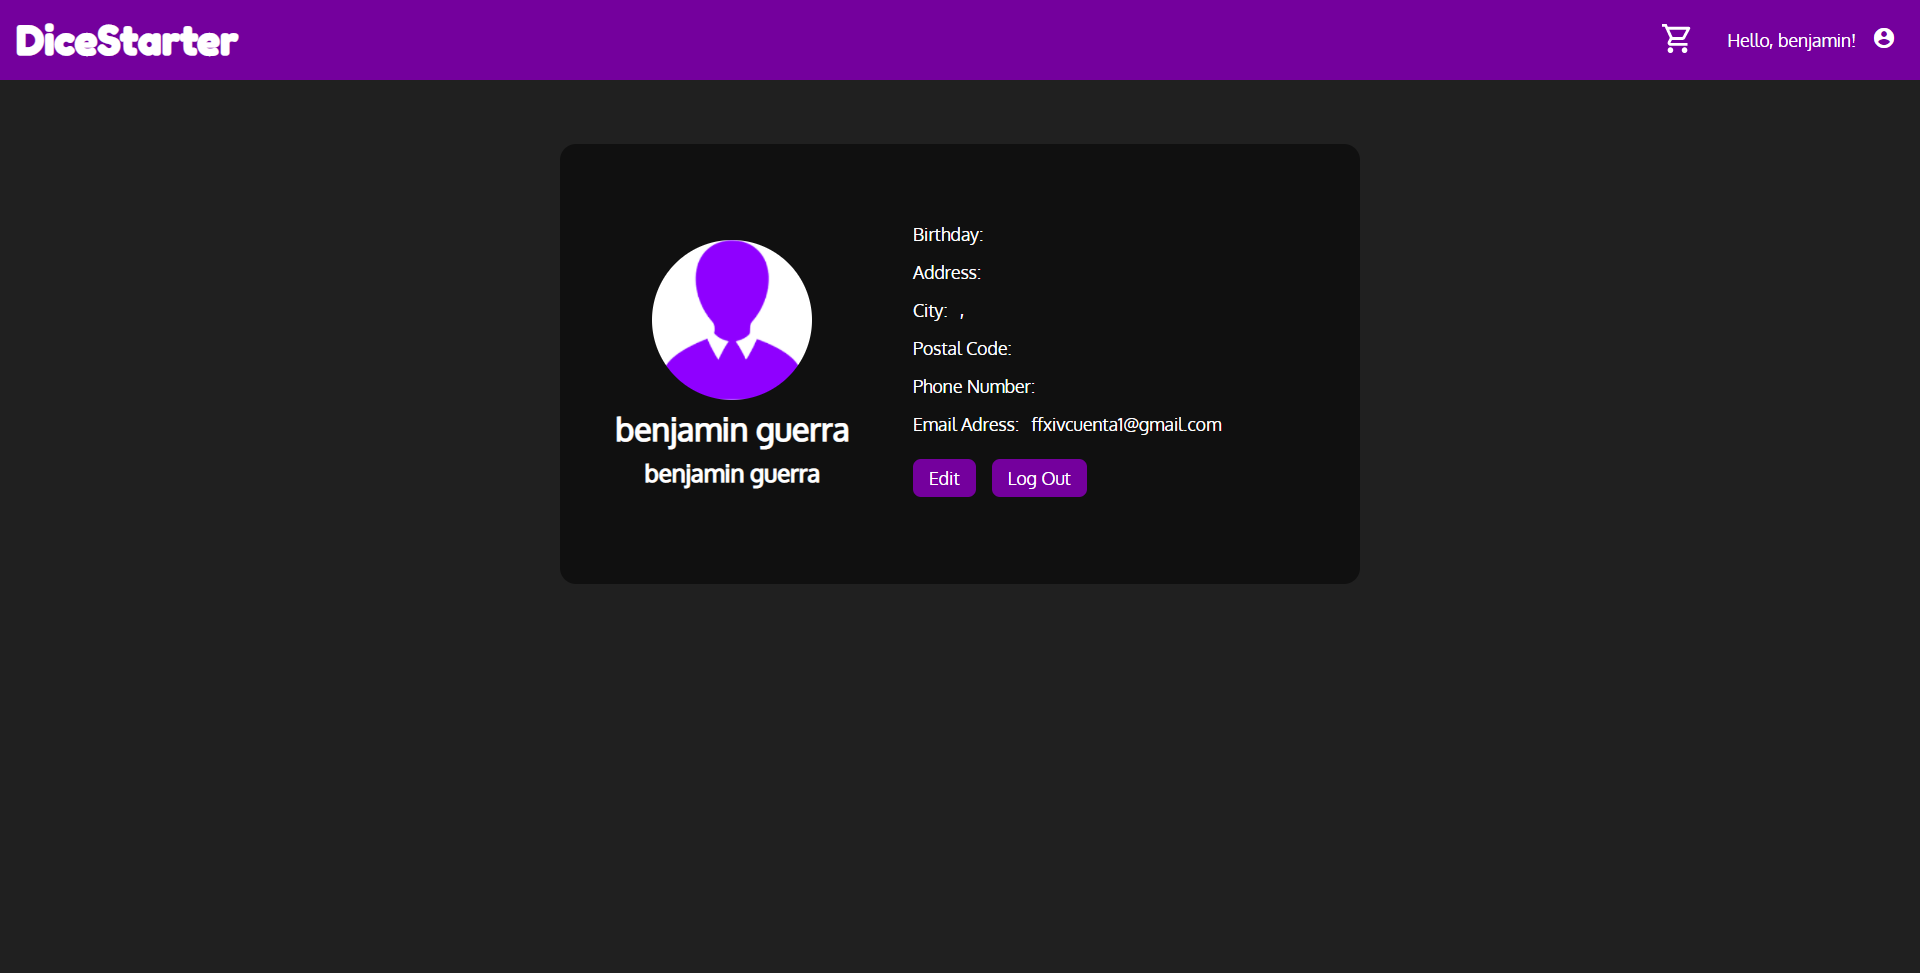 DiceStarter
Hello, benjamin!
benjamin guerra
benjamin guerra
Birthday:
Address:
City: ,
Postal Code:
Phone Number:
Email Adress: ffxivcuenta1@gmail.com
Edit
Log Out